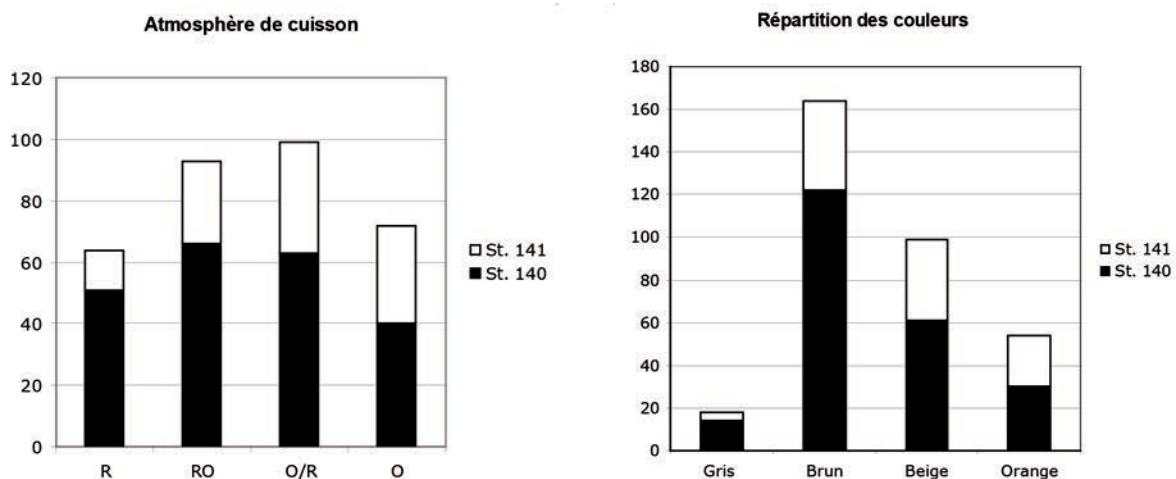 Atmosphère de cuisson
120
100
80
60
40
20
0
R RO O/R O
St. 141
St. 140
Répartition des couleurs
180
160
140
120
100
80
60
40
20
0
Gris Brun Beige Orange
St. 141
St. 140